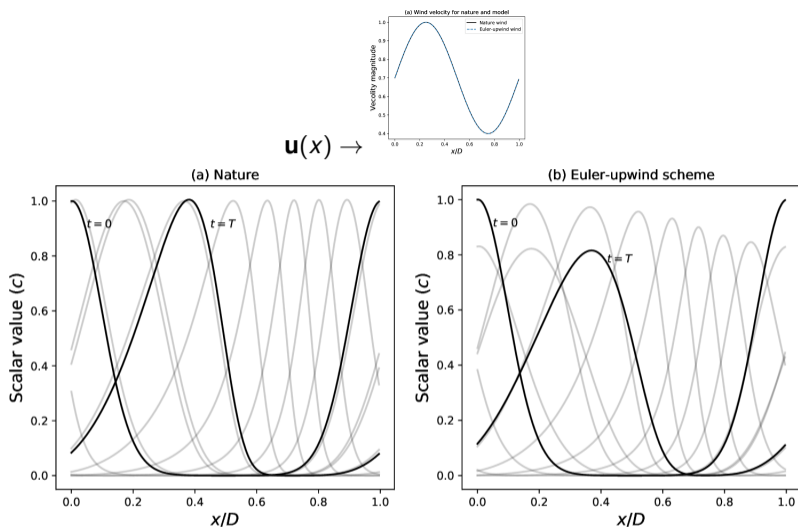 (a) Wind velocity for nature and model
Nature wind
Euler-upwind wind
Vecolity magnitude
1.0
0.9
0.8
0.7
0.6
0.5
0.4
0.0 0.2 0.4 0.6 0.8 1.0
x/D
u(x) →
(a) Nature
Scalar value (c)
1.0
0.8
0.6
0.4
0.2
0.0
t = 0
t = T
0.0 0.2 0.4 0.6 0.8 1.0
x/D
(b) Euler-upwind scheme
Scalar value (c)
1.0
0.8
0.6
0.4
0.2
0.0
t = 0
t = T
0.0 0.2 0.4 0.6 0.8 1.0
x/D